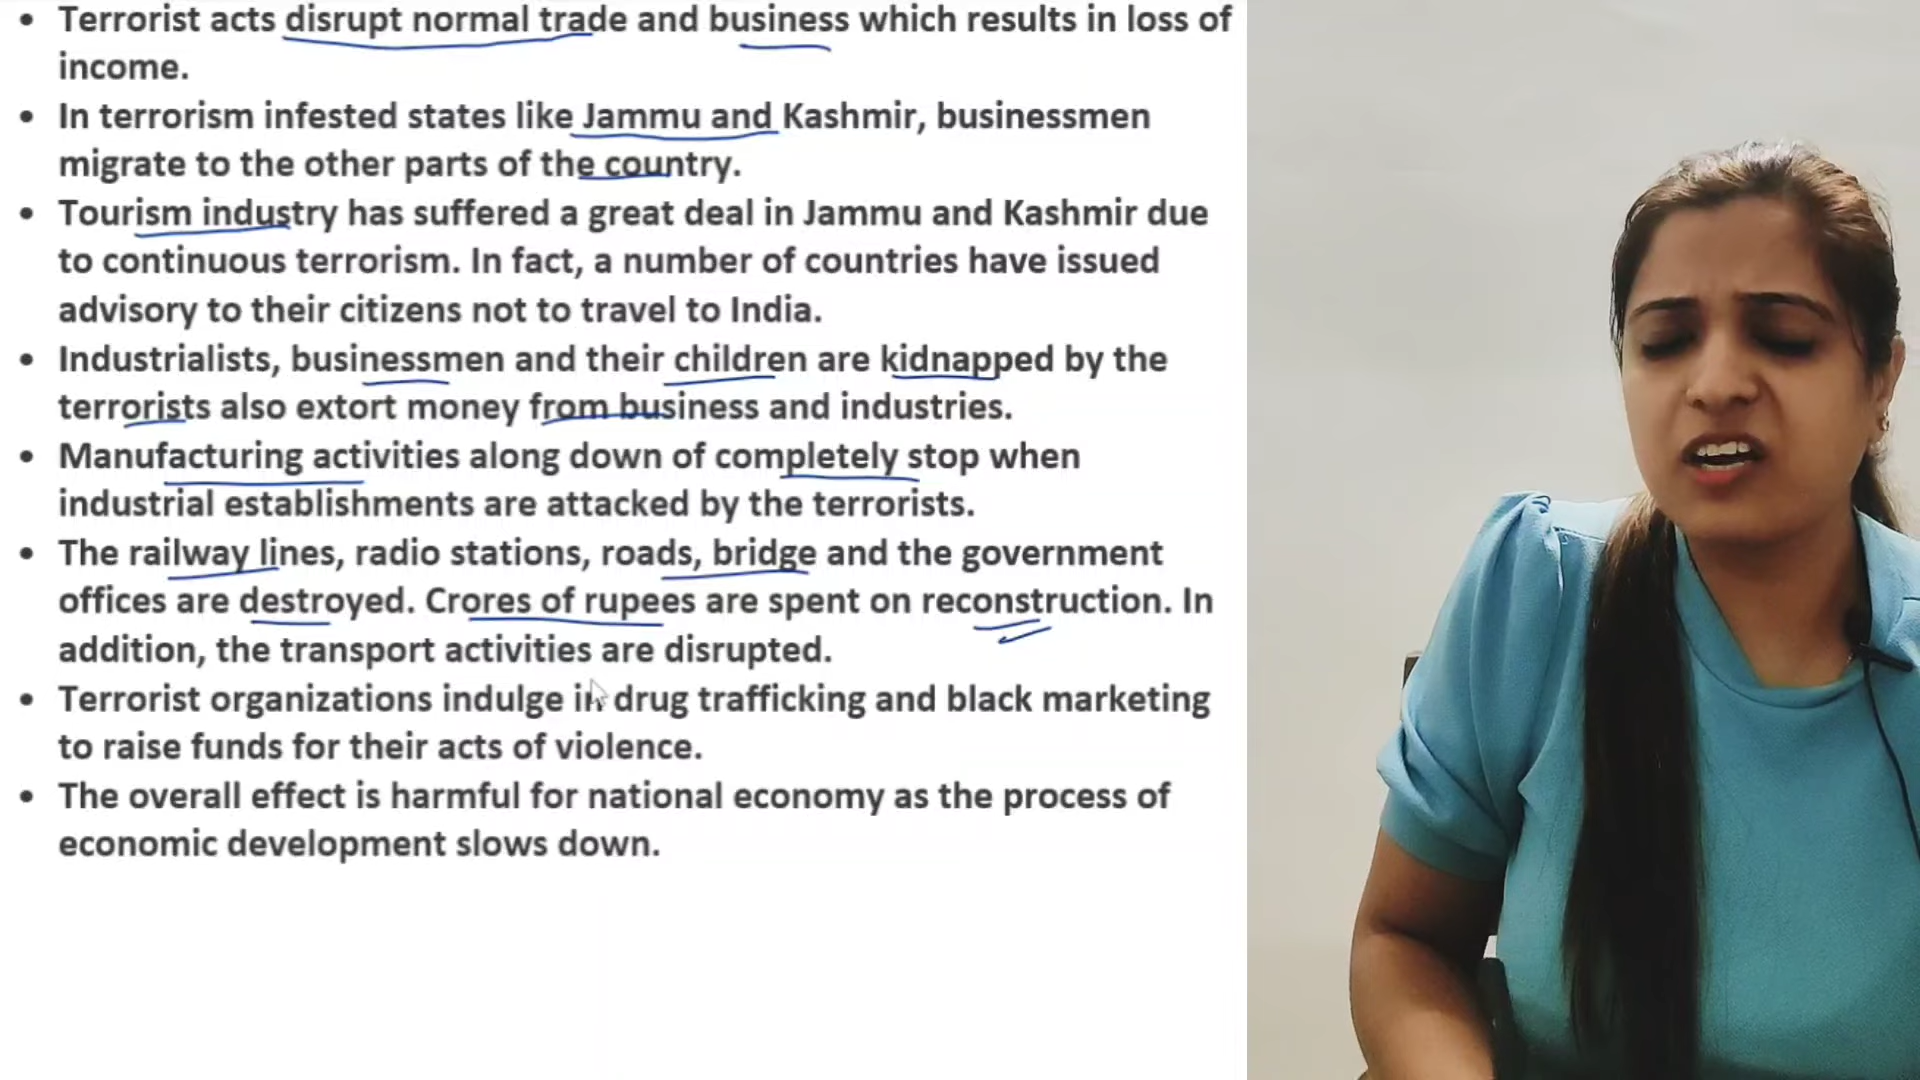 • Terrorist acts disrupt normal trade and business which results in loss of
income.
• In terrorism infested states like Jammu and Kashmir, businessmen
migrate to the other parts of the country.
• Tourism industry has suffered a great deal in Jammu and Kashmir due
to continuous terrorism. In fact, a number of countries have issued
advisory to their citizens not to travel to India.
• Industrialists, businessmen and their children are kidnapped by the
terrorists also extort money from business and industries.
• Manufacturing activities along down of completely stop when
industrial establishments are attacked by the terrorists.
• The railway lines, radio stations, roads, bridge and the government
offices are destroyed. Crores of rupees are spent on reconstruction. In
addition, the transport activities are disrupted.
• Terrorist organizations indulge in drug trafficking and black marketing
to raise funds for their acts of violence.
• The overall effect is harmful for national economy as the process of
economic development slows down.